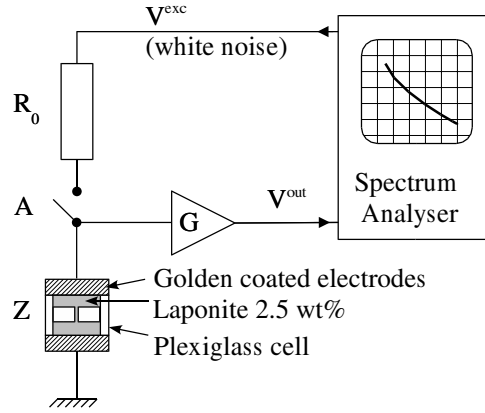 V^exc
(white noise)
R_0
A
G
V^out
Spectrum
Analyser
Z
Golden coated electrodes
Laponite 2.5 wt%
Plexiglass cell